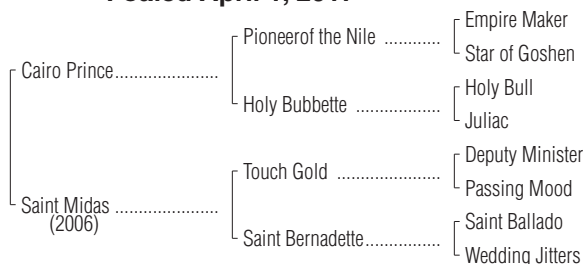 Empire Maker
Pioneerof the Nile ............
Star of Goshen
Cairo Prince.....................
Holy Bull
Holy Bubbette ...............
Juliac
Deputy Minister
Touch Gold ...................
Passing Mood
Saint Midas .....................
(2006)
Saint Ballado
Saint Bernadette...............
Wedding Jitters